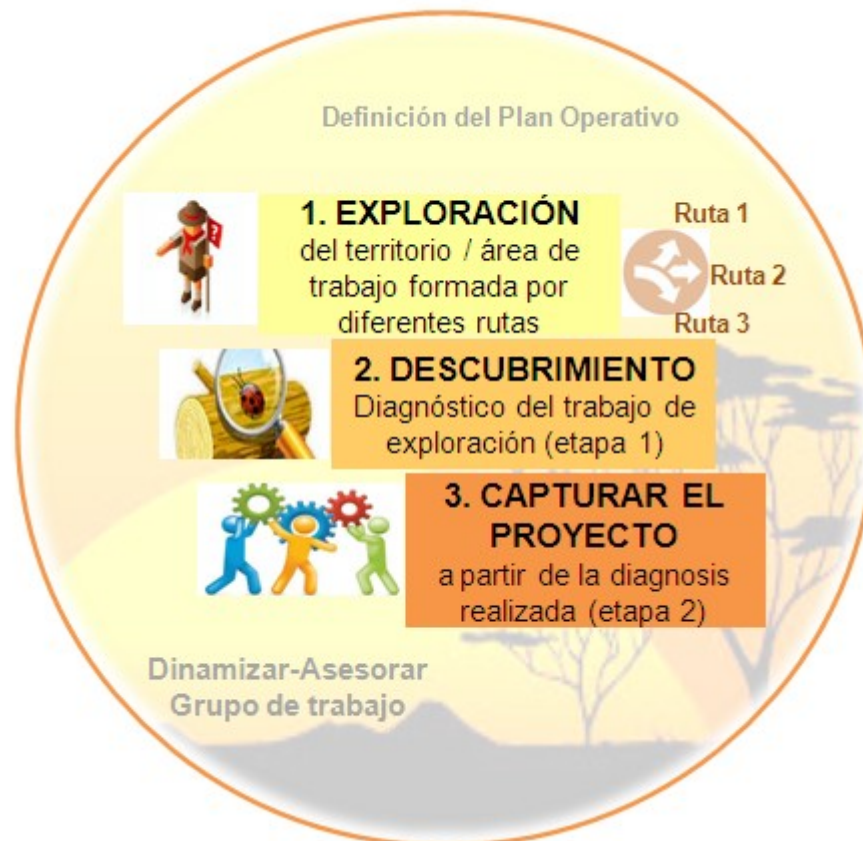 Definición del Plan Operativo
1. EXPLORACIÓN
del territorio / área de
trabajo formada por
diferentes rutas
Ruta 1
Ruta 2
Ruta 3
2. DESCUBRIMIENTO
Diagnóstico del trabajo de
exploración (etapa 1)
3. CAPTURAR EL
PROYECTO
a partir de la diagnosis
realizada (etapa 2)
Dinamizar-Asesorar
Grupo de trabajo